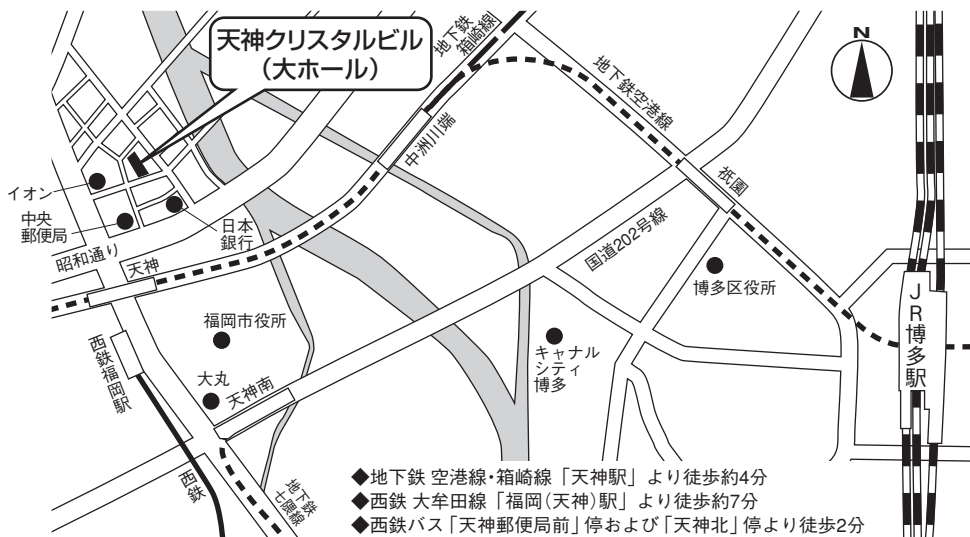 天神クリスタルビル
(大ホール)
地下鉄
箱崎線
地下鉄空港線
N
中洲川端
祇園
イオン
中央
郵便局
日本
銀行
昭和通り
天神
国道202号線
博多区役所
JR博多駅
福岡市役所
西鉄福岡駅
大丸
天神南
キャナル
シティ
博多
西鉄
地下鉄
七隈線
◆地下鉄 空港線・箱崎線「天神駅」より徒歩約4分
◆西鉄 大牟田線「福岡(天神)駅」より徒歩約7分
◆西鉄バス「天神郵便局前」停および「天神北」停より徒歩2分